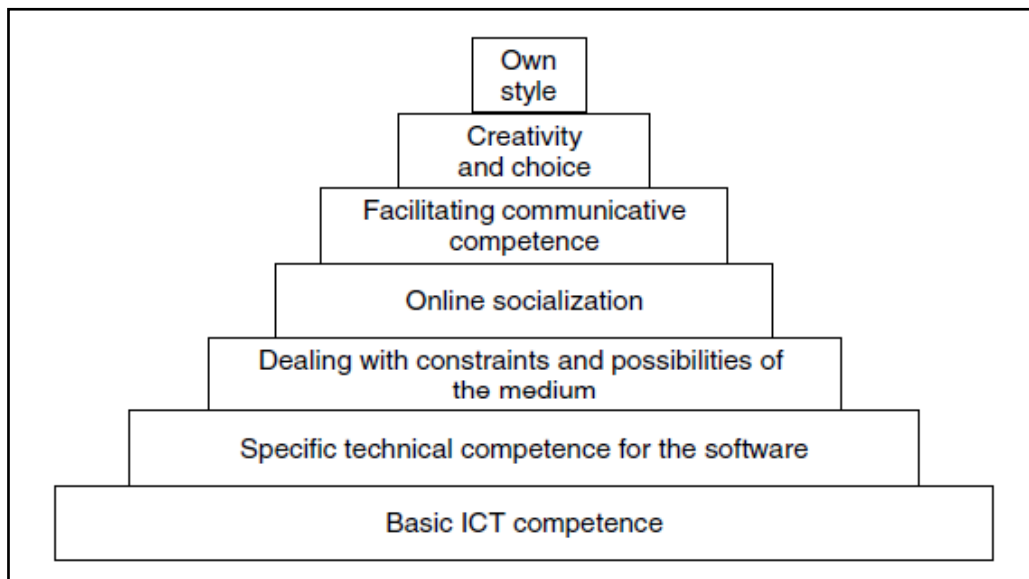 Own
style
Creativity
and choice
Facilitating communicative
competence
Online socialization
Dealing with constraints and possibilities of
the medium
Specific technical competence for the software
Basic ICT competence